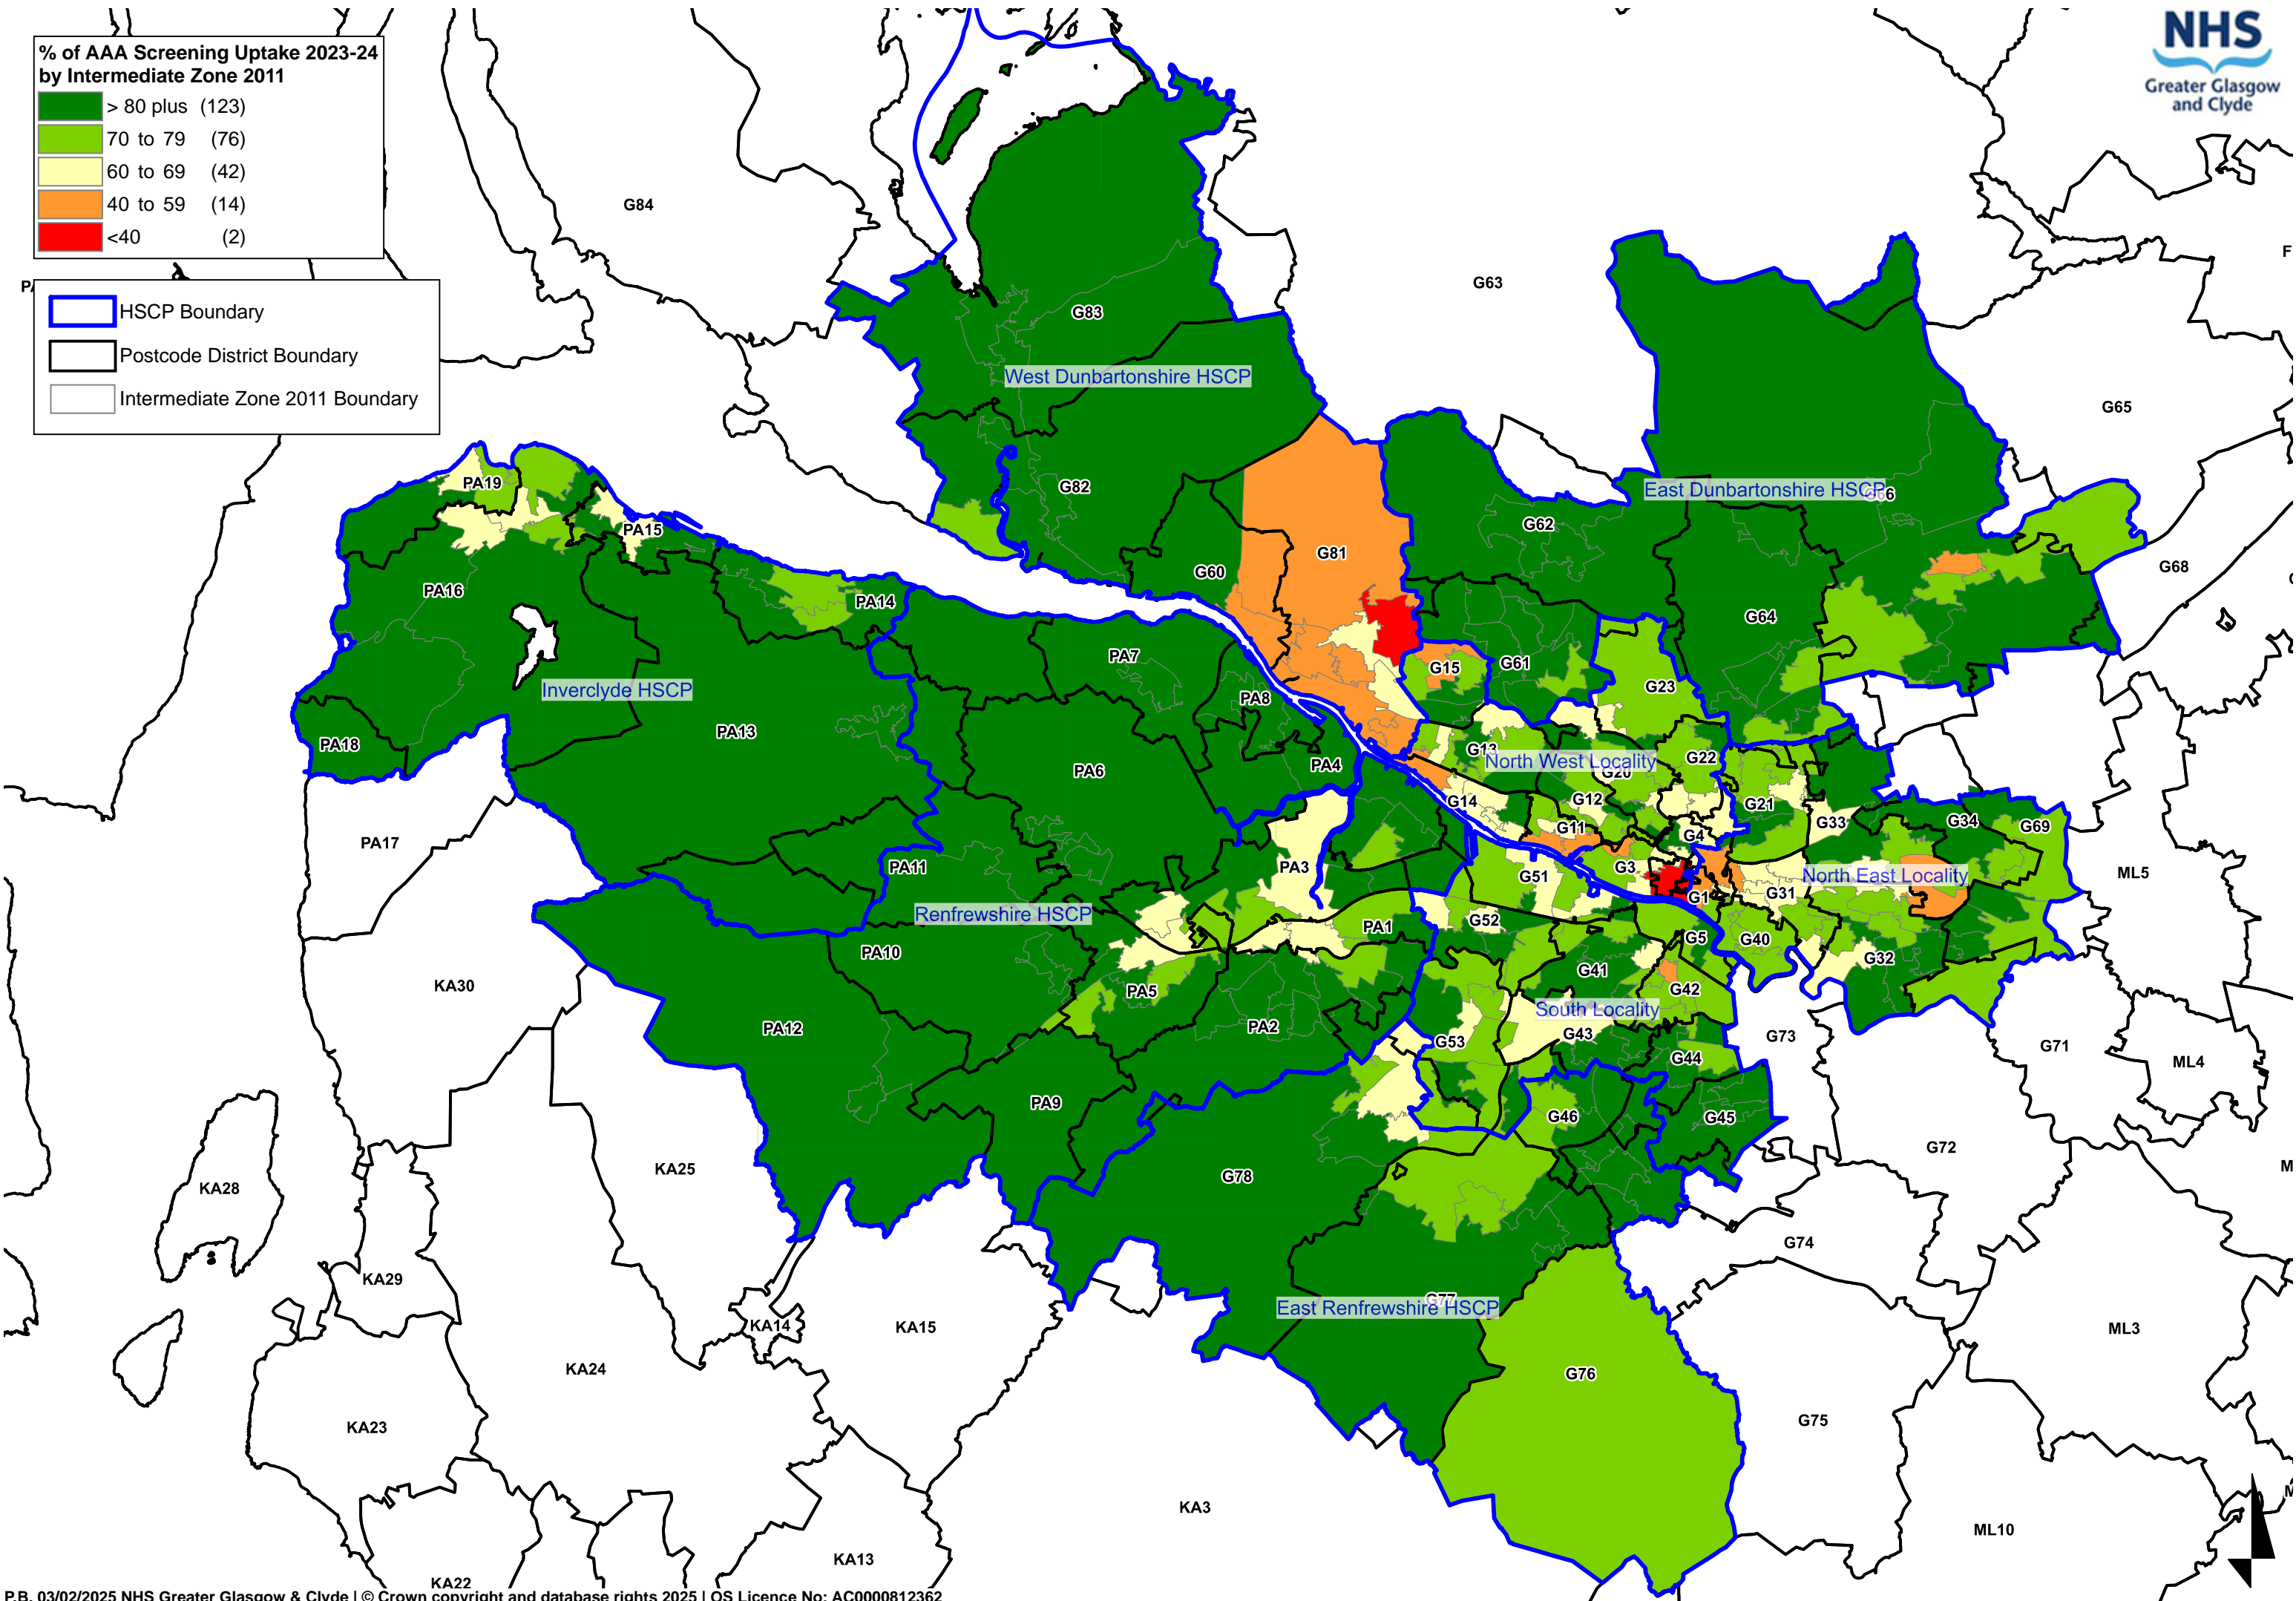 % of AAA Screening Uptake 2023-24
by Intermediate Zone 2011
> 80 plus (123)
70 to 79 (76)
60 to 69 (42)
40 to 59 (14)
<40 (2)
HSCP Boundary
Postcode District Boundary
Intermediate Zone 2011 Boundary
NHS
Greater Glasgow
and Clyde
G84
G63
G83
West Dunbartonshire HSCP
G65
G82
PA19
East Dunbartonshire HSCP
G62
PA15
G81
G68
G60
PA16
PA14
G64
PA7
G15
G61
Inverclyde HSCP
G23
PA8
PA18
PA13
G13
North West Locality
G22
PA4
PA6
G20
G12
G14
G21
G11
G33
G34
G69
G4
PA17
PA11
PA3
G3
G51
North East Locality
ML5
G31
G1
Renfrewshire HSCP
G52
PA1
G5
G40
PA10
G32
G41
KA30
PA5
G42
South Locality
PA12
PA2
G43
G53
G73
G71
G44
ML4
PA9
G46
G45
G72
KA25
G78
KA28
G74
KA29
G77
East Renfrewshire HSCP
KA14
KA15
ML3
KA24
G76
KA23
G75
KA3
ML10
KA13
KA22
P.B. 03/02/2025 NHS Greater Glasgow & Clyde | © Crown copyright and database rights 2025 | OS Licence No: AC0000812362